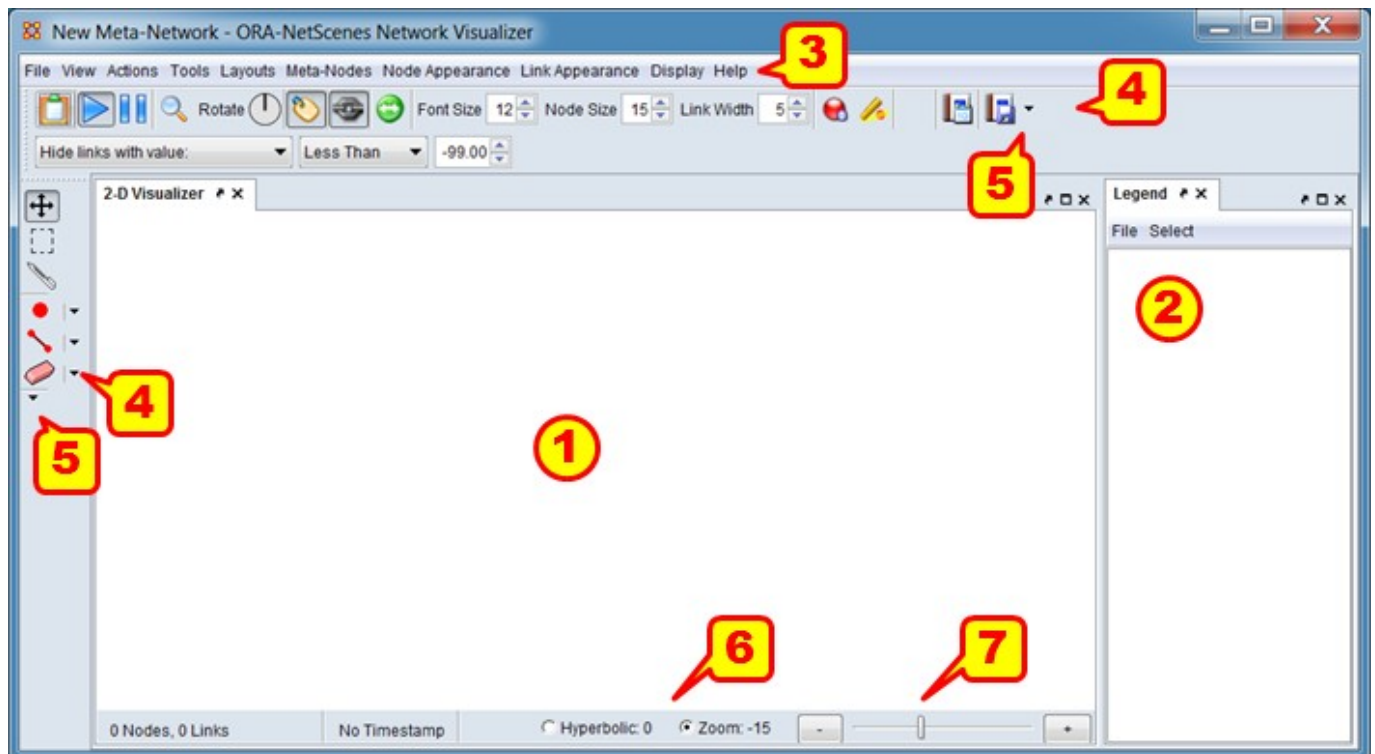 New Meta-Network - ORA-NetScenes Network Visualizer
3
File View Actions Tools Layouts Meta-Nodes Node Appearance Link Appearance Display Help
4
Rotate Font Size 12 Node Size 15 Link Width 5
Hide links with value: Less Than -99.00
5
2-D Visualizer
Legend
File Select
2
4
1
5
6
7
0 Nodes, 0 Links No Timestamp Hyperbolic: 0 Zoom: -15 - +